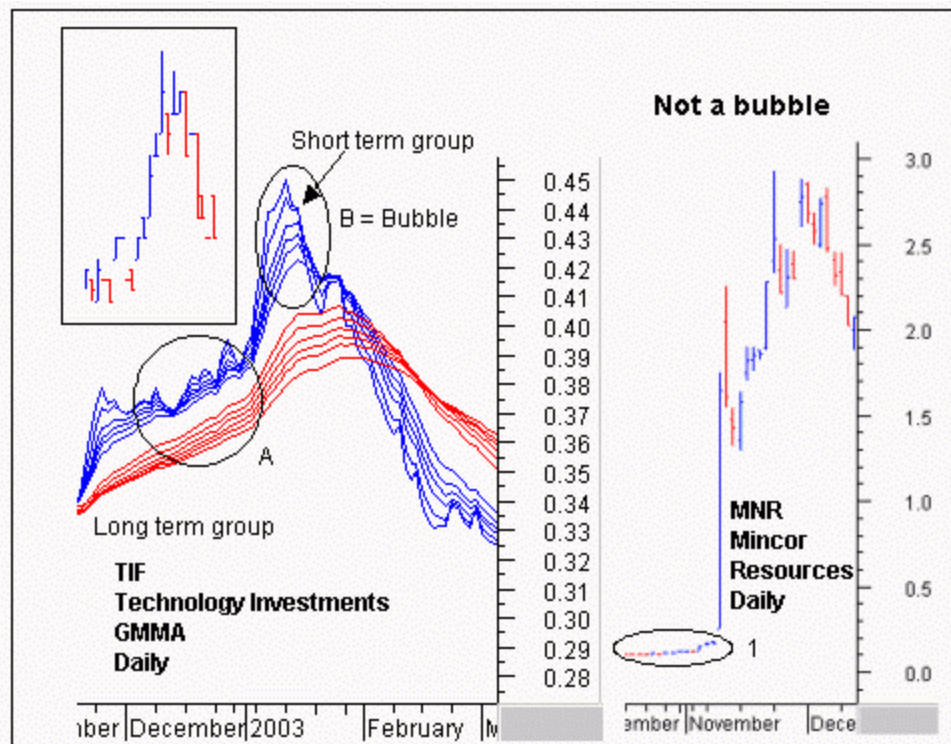 Not a bubble
Short term group
B = Bubble
A
Long term group
TIF
Technology Investments
GMMA
Daily
0.45
0.44
0.43
0.42
0.41
0.40
0.39
0.38
0.37
0.36
0.35
0.34
0.33
0.32
0.31
0.30
0.29
0.28
mber December 2003 February M
3.0
2.5
2.0
1.5
1.0
0.5
0.0
MNR
Mincor
Resources
Daily
1
ember November Dece